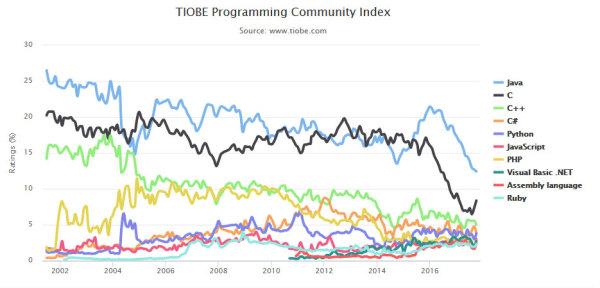 TIOBE Programming Community Index
Source: www.tiobe.com
Ratings (%)
30
25
20
15
10
5
0
2002
2004
2006
2008
2010
2012
2014
2016
Java
C
C++
C#
Python
JavaScript
PHP
Visual Basic .NET
Assembly language
Ruby